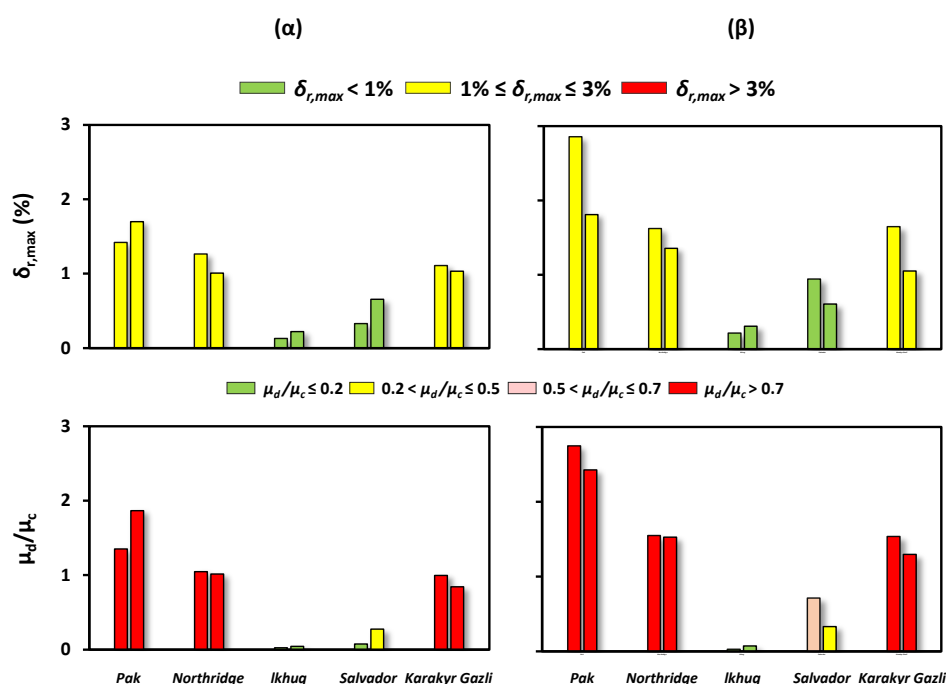 (α) (β)
δr,max < 1% 1% ≤ δr,max ≤ 3% δr,max > 3%
3
2
1
0
δr,max (%)
μd/μc ≤ 0.2 0.2 < μd/μc ≤ 0.5 0.5 < μd/μc ≤ 0.7 μd/μc > 0.7
3
2
1
0
μd/μc
Pak Northridge Ikhug Salvador Karakyr Gazli Pak Northridge Ikhug Salvador Karakyr Gazli